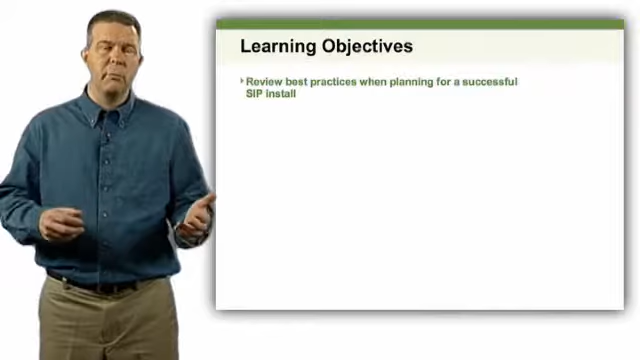 Learning Objectives
Review best practices when planning for a successful
SIP install